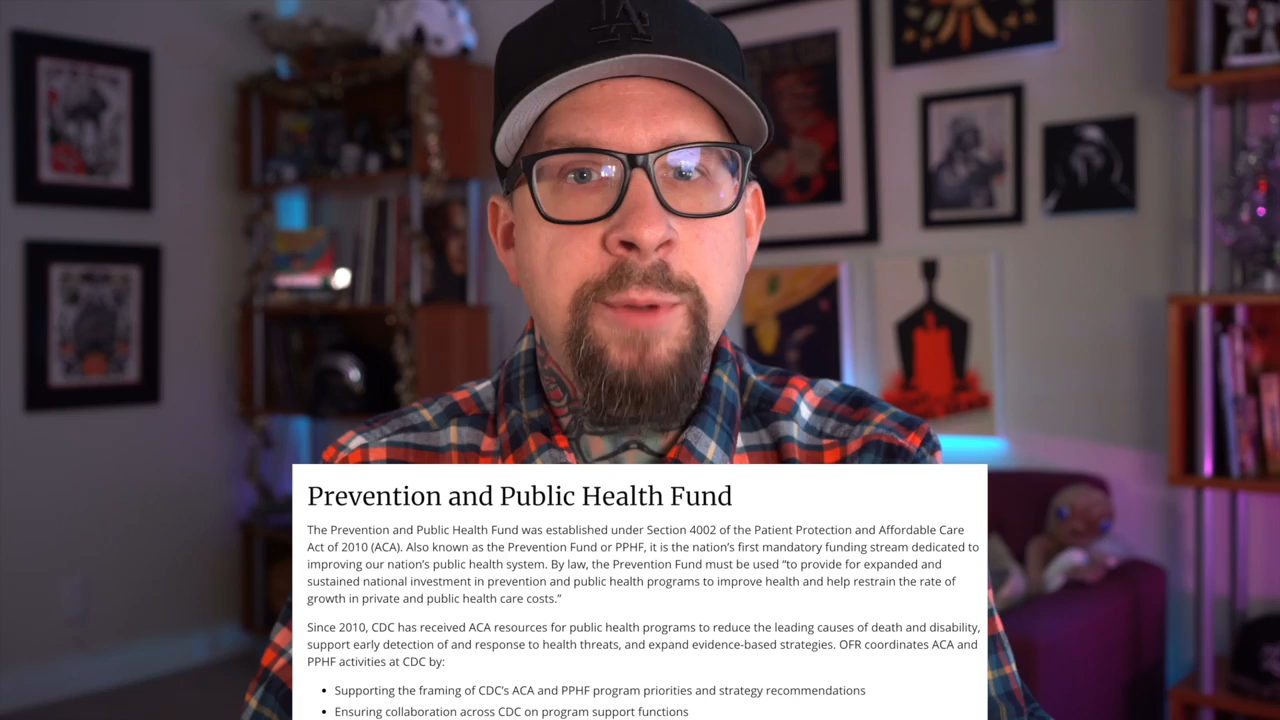 LA
Prevention and Public Health Fund
The Prevention and Public Health Fund was established under Section 4002 of the Patient Protection and Affordable Care
Act of 2010 (ACA). Also known as the Prevention Fund or PPHF, it is the nation’s first mandatory funding stream dedicated to
improving our nation’s public health system. By law, the Prevention Fund must be used “to provide for expanded and
sustained national investment in prevention and public health programs to improve health and help restrain the rate of
growth in private and public health care costs.”
Since 2010, CDC has received ACA resources for public health programs to reduce the leading causes of death and disability,
support early detection of and response to health threats, and expand evidence-based strategies. OFR coordinates ACA and
PPHF activities at CDC by:
• Supporting the framing of CDC’s ACA and PPHF program priorities and strategy recommendations
• Ensuring collaboration across CDC on program support functions